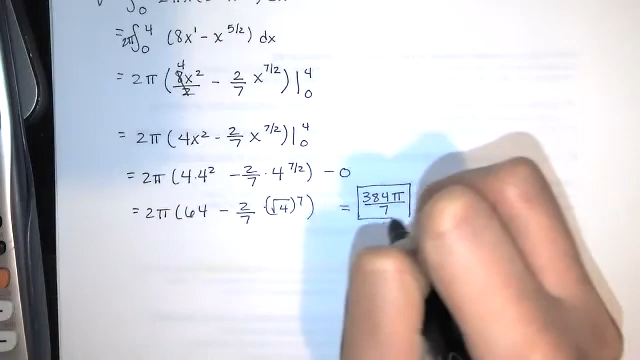 = 2π∫₀⁴ (8x¹ - x^(5/2)) dx
= 2π (8x²/2 - 2/7 x^(7/2)) |₀⁴ 4
= 2π (4x² - 2/7 x^(7/2)) |₀⁴
= 2π (4·4² - 2/7 · 4^(7/2)) - 0
= 2π (64 - 2/7 · (√4)⁷) = 384π/7